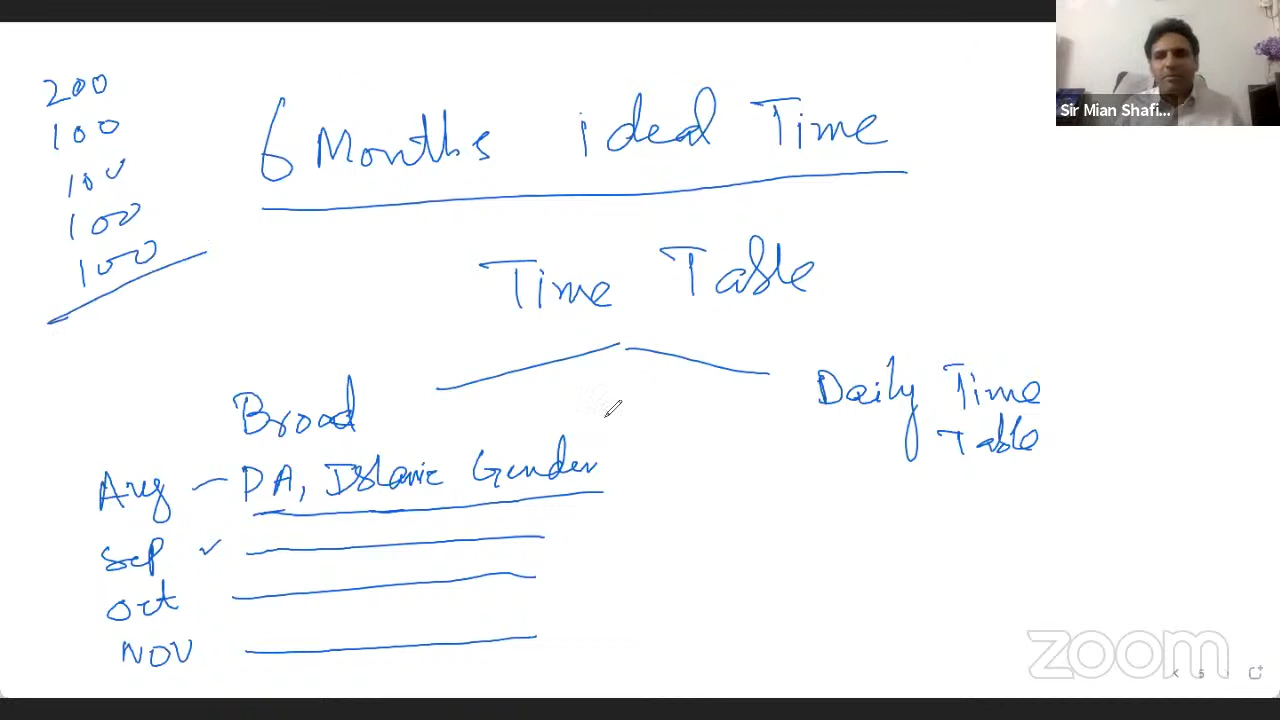 200
100
100
100
100
6 Months ideal Time
Time Table
Broad
Daily Time
Table
Aug - PA, Islamic Gender
Sep ✓
Oct
Nov
Sir Mian Shafi...
zoom
5